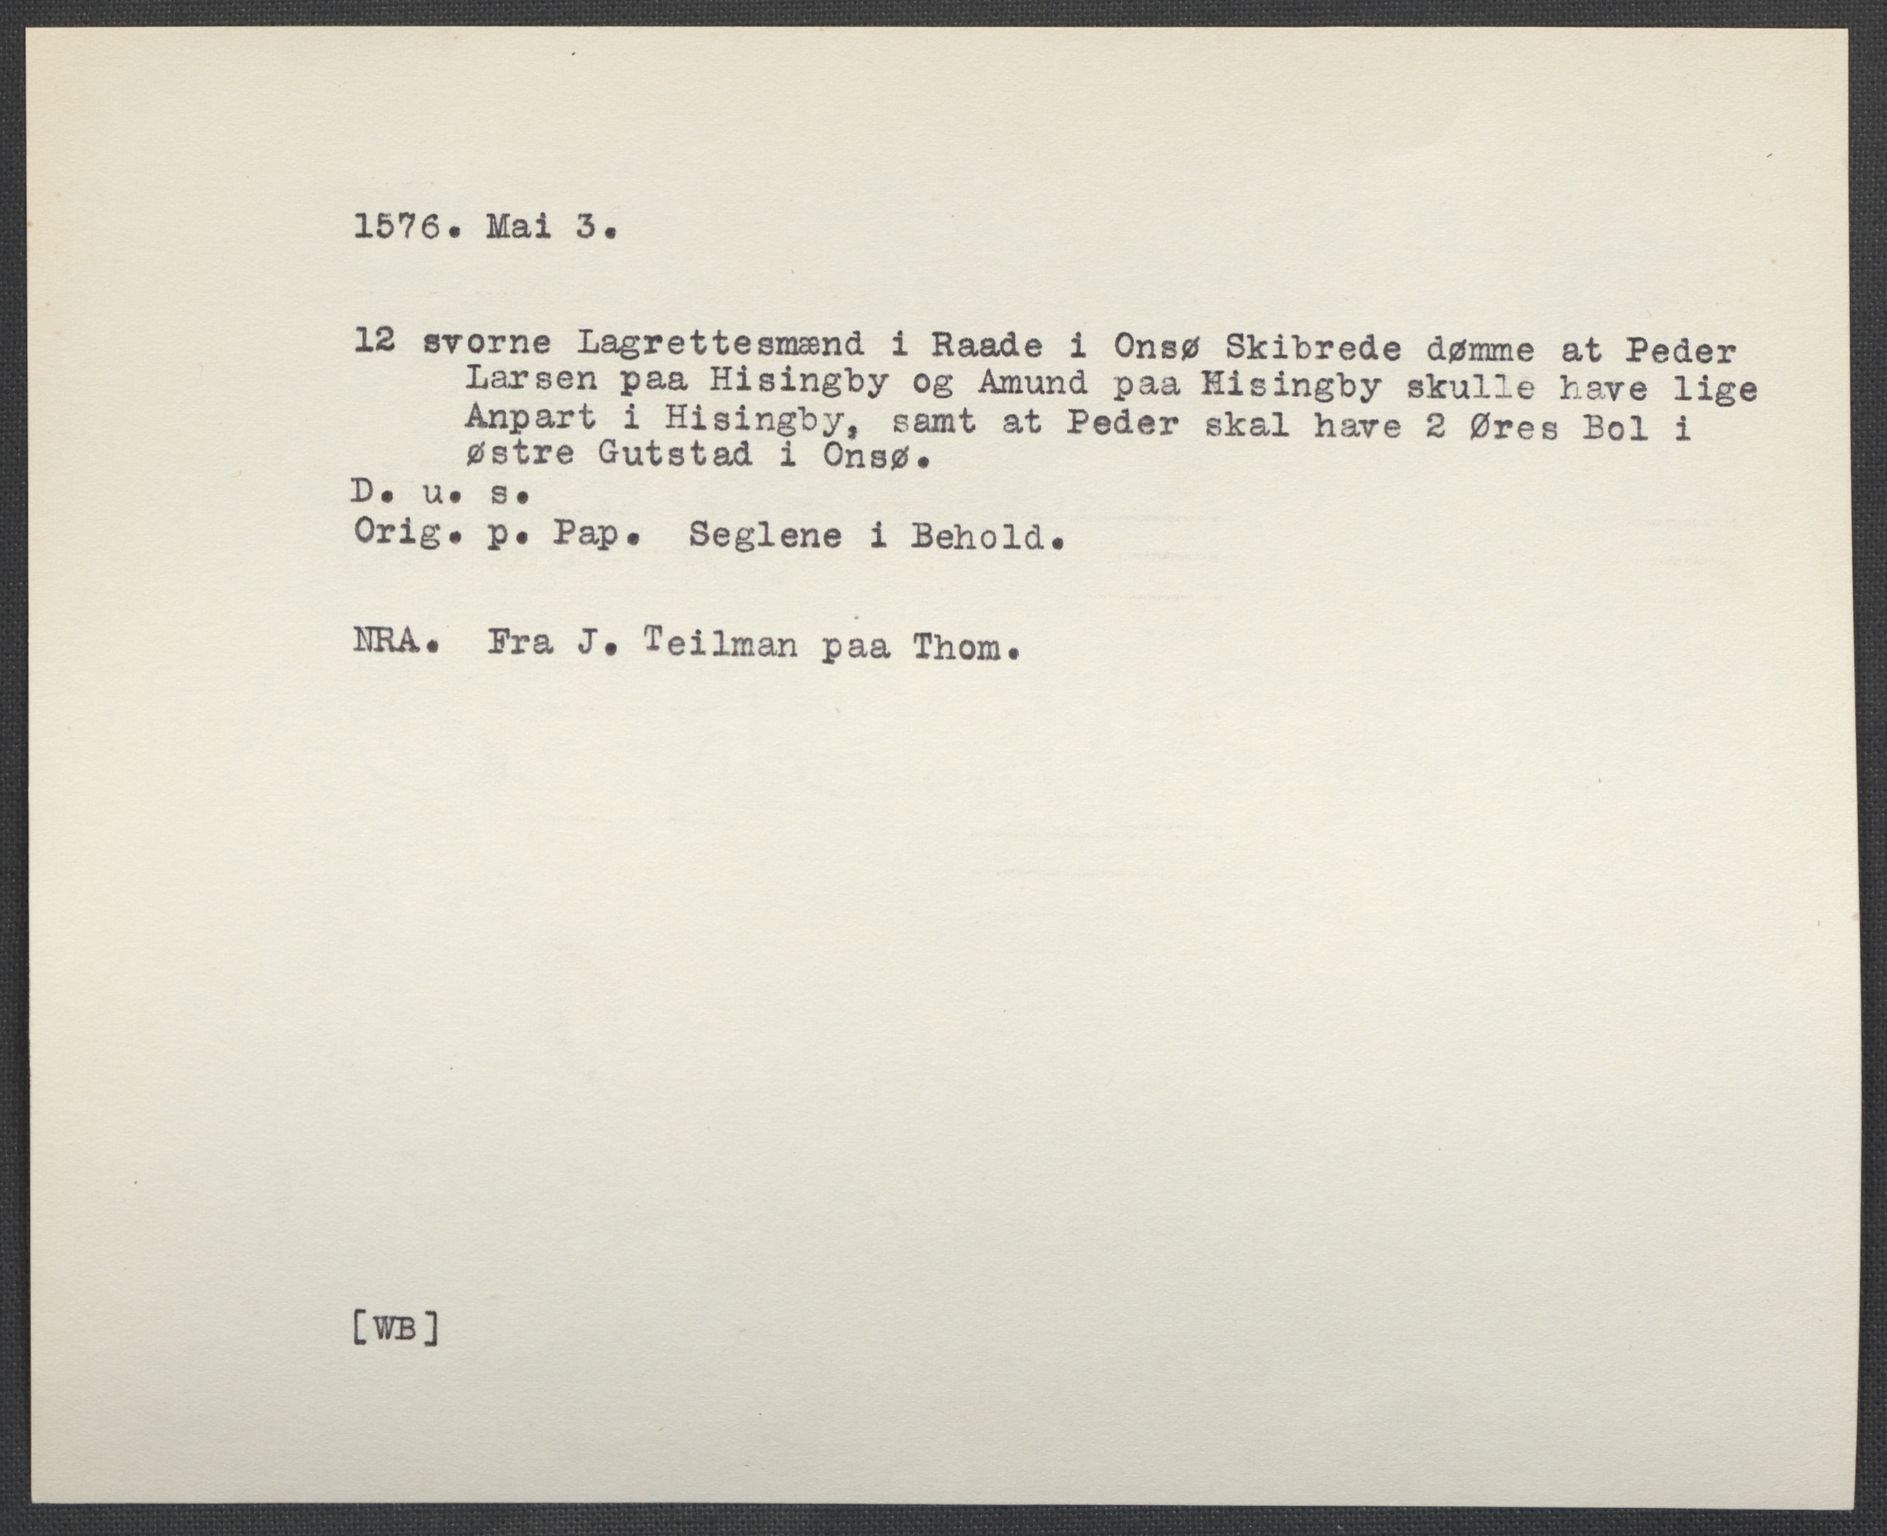 1576. Mai 3.
12 svorne Lagrettesmænd i Raade i Onsø Skibrede dømme at Peder
Larsen paa Hisingby og Amund paa Hisingby skulle have lige
Anpart i Hisingby, samt at Peder skal have 2 Øres Bol i
østre Gutstad i Onsø.
D. u. s.
Orig. p. Pap. Seglene i Behold.
NRA. Fra J. Teilman paa Thom.
[WB]